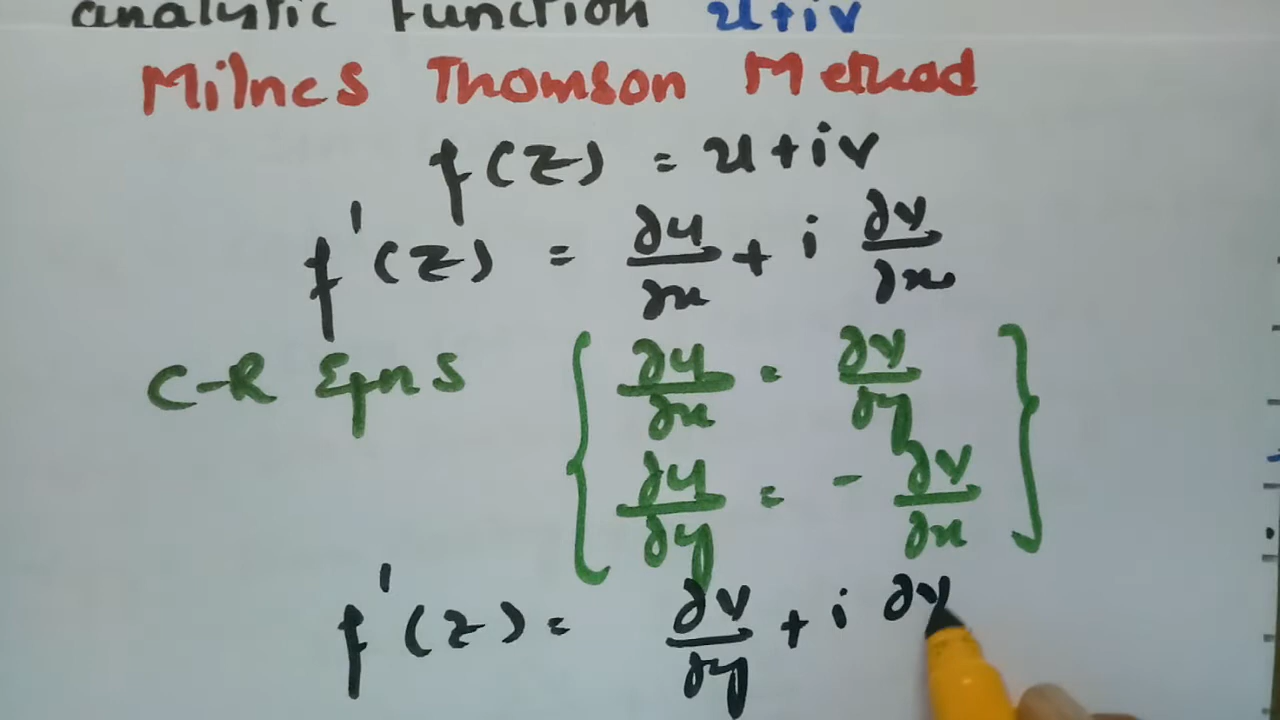 analytic function u+iv
Milnes Thomson Method
f(z) = u+iv
f'(z) = ∂u/∂x + i ∂v/∂x
C-R Eqns { ∂u/∂x = ∂v/∂y
∂u/∂y = - ∂v/∂x }
f'(z) = ∂v/∂y + i ∂v